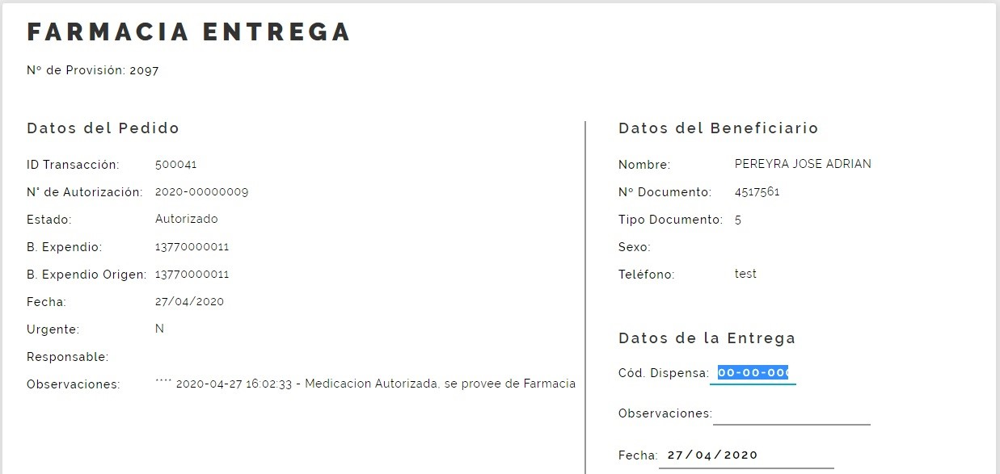 FARMACIA ENTREGA
Nº de Provisión: 2097
Datos del Pedido
ID Transacción: 500041
N° de Autorización: 2020-00000009
Estado: Autorizado
B. Expendio: 13770000011
B. Expendio Origen: 13770000011
Fecha: 27/04/2020
Urgente: N
Responsable:
Observaciones: **** 2020-04-27 16:02:33 - Medicacion Autorizada, se provee de Farmacia
Datos del Beneficiario
Nombre: PEREYRA JOSE ADRIAN
Nº Documento: 4517561
Tipo Documento: 5
Sexo:
Teléfono: test
Datos de la Entrega
Cód. Dispensa: 00-00-00
Observaciones:
Fecha: 27/04/2020